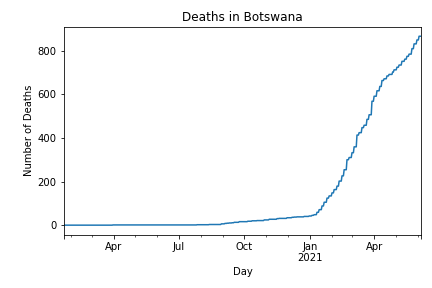 Deaths in Botswana
Number of Deaths
800
600
400
200
0
Apr
Jul
Oct
Jan
2021
Apr
Day